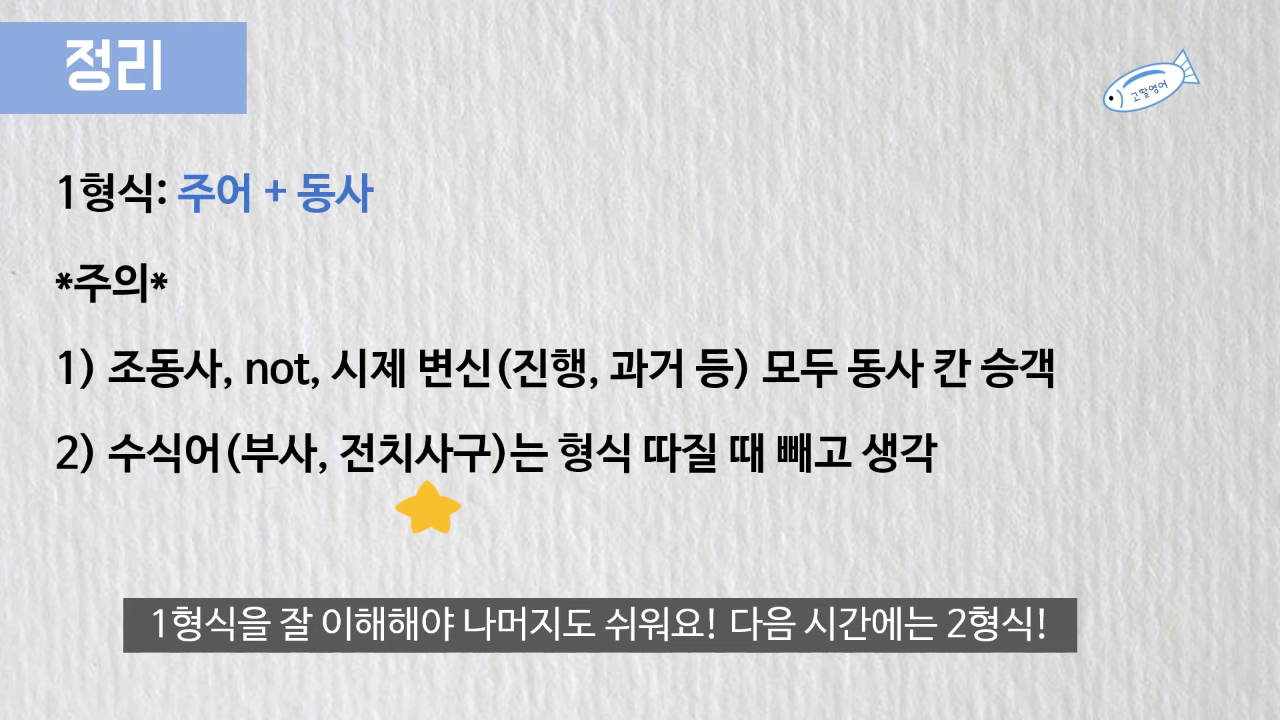 정리
고딸영어
1형식: 주어 + 동사
*주의*
1) 조동사, not, 시제 변신(진행, 과거 등) 모두 동사 칸 승객
2) 수식어(부사, 전치사구)는 형식 따질 때 빼고 생각
1형식을 잘 이해해야 나머지도 쉬워요! 다음 시간에는 2형식!